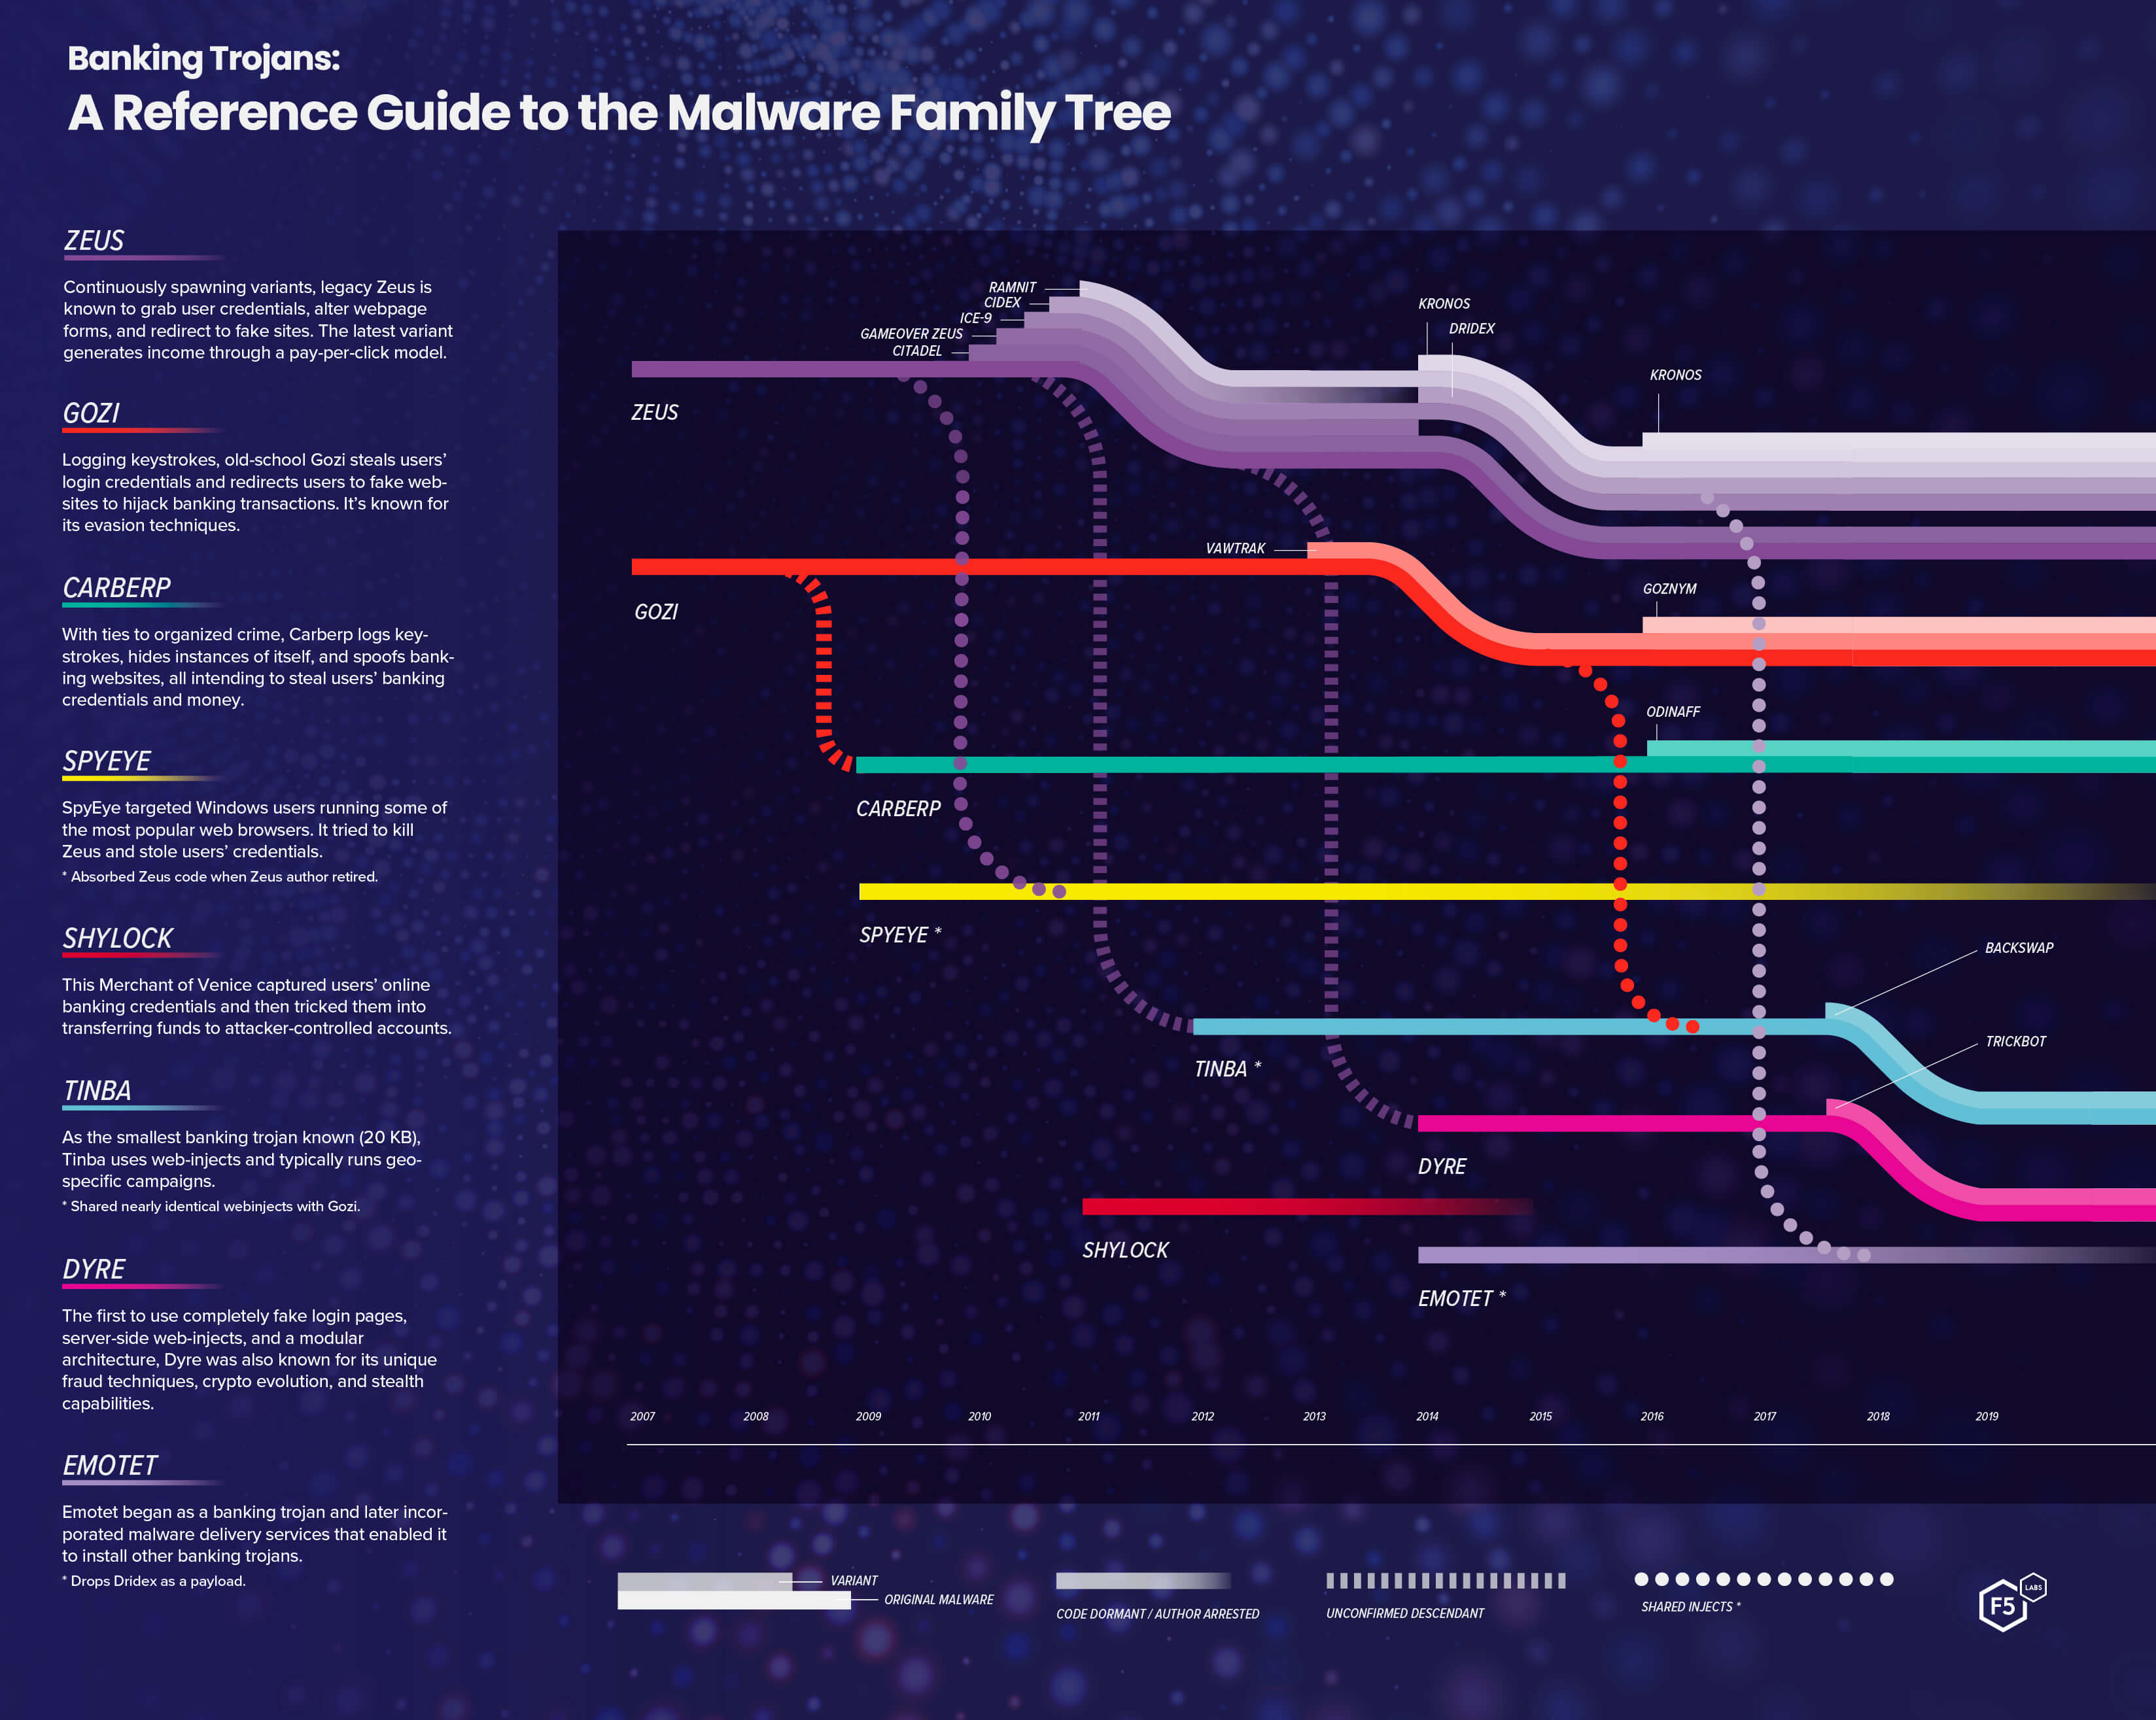 Banking Trojans:
A Reference Guide to the Malware Family Tree
ZEUS
Continuously spawning variants, legacy Zeus is
known to grab user credentials, alter webpage
forms, and redirect to fake sites. The latest variant
generates income through a pay-per-click model.
GOZI
Logging keystrokes, old-school Gozi steals users’
login credentials and redirects users to fake web-
sites to hijack banking transactions. It’s known for
its evasion techniques.
CARBERP
With ties to organized crime, Carberp logs key-
strokes, hides instances of itself, and spoofs bank-
ing websites, all intending to steal users’ banking
credentials and money.
SPYEYE
SpyEye targeted Windows users running some of
the most popular web browsers. It tried to kill
Zeus and stole users’ credentials.
* Absorbed Zeus code when Zeus author retired.
SHYLOCK
This Merchant of Venice captured users’ online
banking credentials and then tricked them into
transferring funds to attacker-controlled accounts.
TINBA
As the smallest banking trojan known (20 KB),
Tinba uses web-injects and typically runs geo-
specific campaigns.
* Shared nearly identical webinjects with Gozi.
DYRE
The first to use completely fake login pages,
server-side web-injects, and a modular
architecture, Dyre was also known for its unique
fraud techniques, crypto evolution, and stealth
capabilities.
EMOTET
Emotet began as a banking trojan and later incor-
porated malware delivery services that enabled it
to install other banking trojans.
* Drops Dridex as a payload.
RAMNIT
CIDEX
ICE-9
GAMEOVER ZEUS
CITADEL
KRONOS
DRIDEX
KRONOS
ZEUS
VAWTRAK
GOZNYM
GOZI
ODINAFF
CARBERP
SPYEYE *
BACKSWAP
TINBA *
TRICKBOT
DYRE
SHYLOCK
EMOTET *
2007 2008 2009 2010 2011 2012 2013 2014 2015 2016 2017 2018 2019
VARIANT
ORIGINAL MALWARE
CODE DORMANT / AUTHOR ARRESTED
UNCONFIRMED DESCENDANT
SHARED INJECTS *
F5 LABS